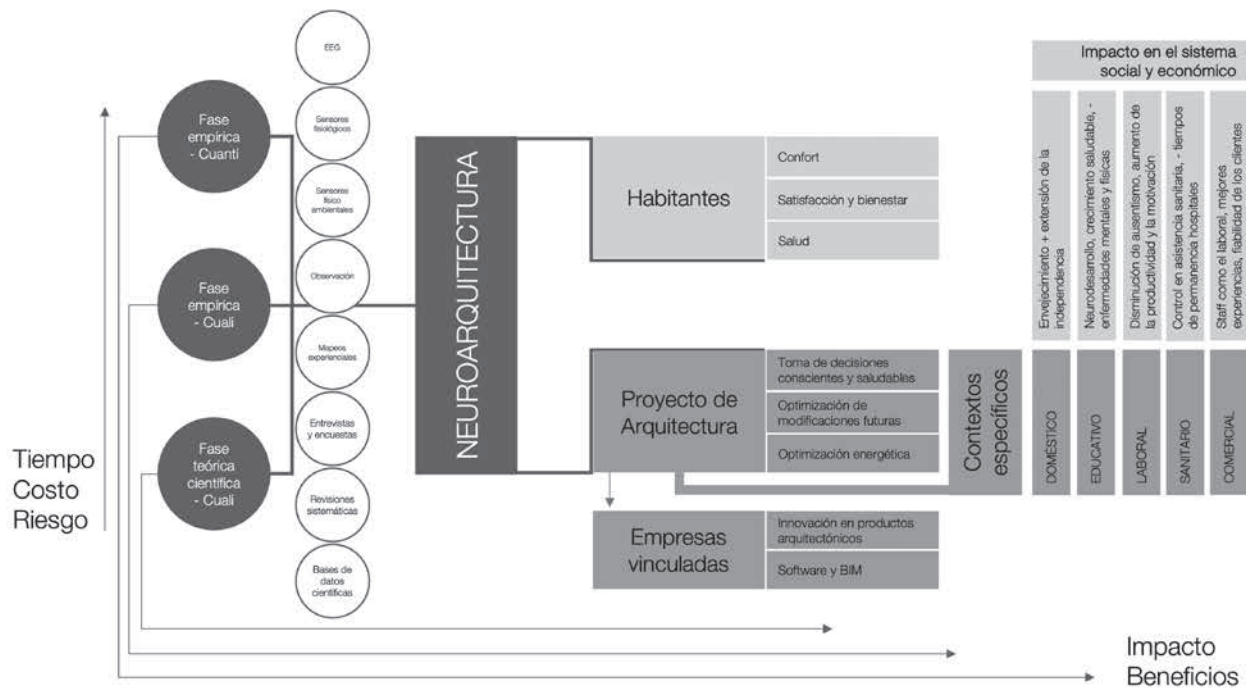 EEG
Sensores
fisiológicos
Sensores
físico
ambientales
Observación
Mapeos
experienciales
Entrevistas
y encuestas
Revisiones
sistemáticas
Bases de
datos
científicas
Fase
empírica
- Cuanti
Fase
empírica
- Cuali
Fase
teórica
científica
- Cuali
Tiempo
Costo
Riesgo
NEUROARQUITECTURA
Habitantes
Confort
Satisfacción y bienestar
Salud
Proyecto de
Arquitectura
Toma de decisiones
conscientes y saludables
Optimización de
modificaciones futuras
Optimización energética
Empresas
vinculadas
Innovación en productos
arquitectónicos
Software y BIM
Contextos
específicos
Impacto en el sistema
social y económico
Envejecimiento + extensión de la
independencia
Neurodesarrollo, crecimiento saludable, -
enfermedades mentales y físicas
Disminución de ausentismo, aumento de
la productividad y la motivación
Control en asistencia sanitaria, - tiempos
de permanencia hospitales
Staff como el laboral, mejores
experiencias, fiabilidad de los clientes
DOMÉSTICO
EDUCATIVO
LABORAL
SANITARIO
COMERCIAL
Impacto
Beneficios